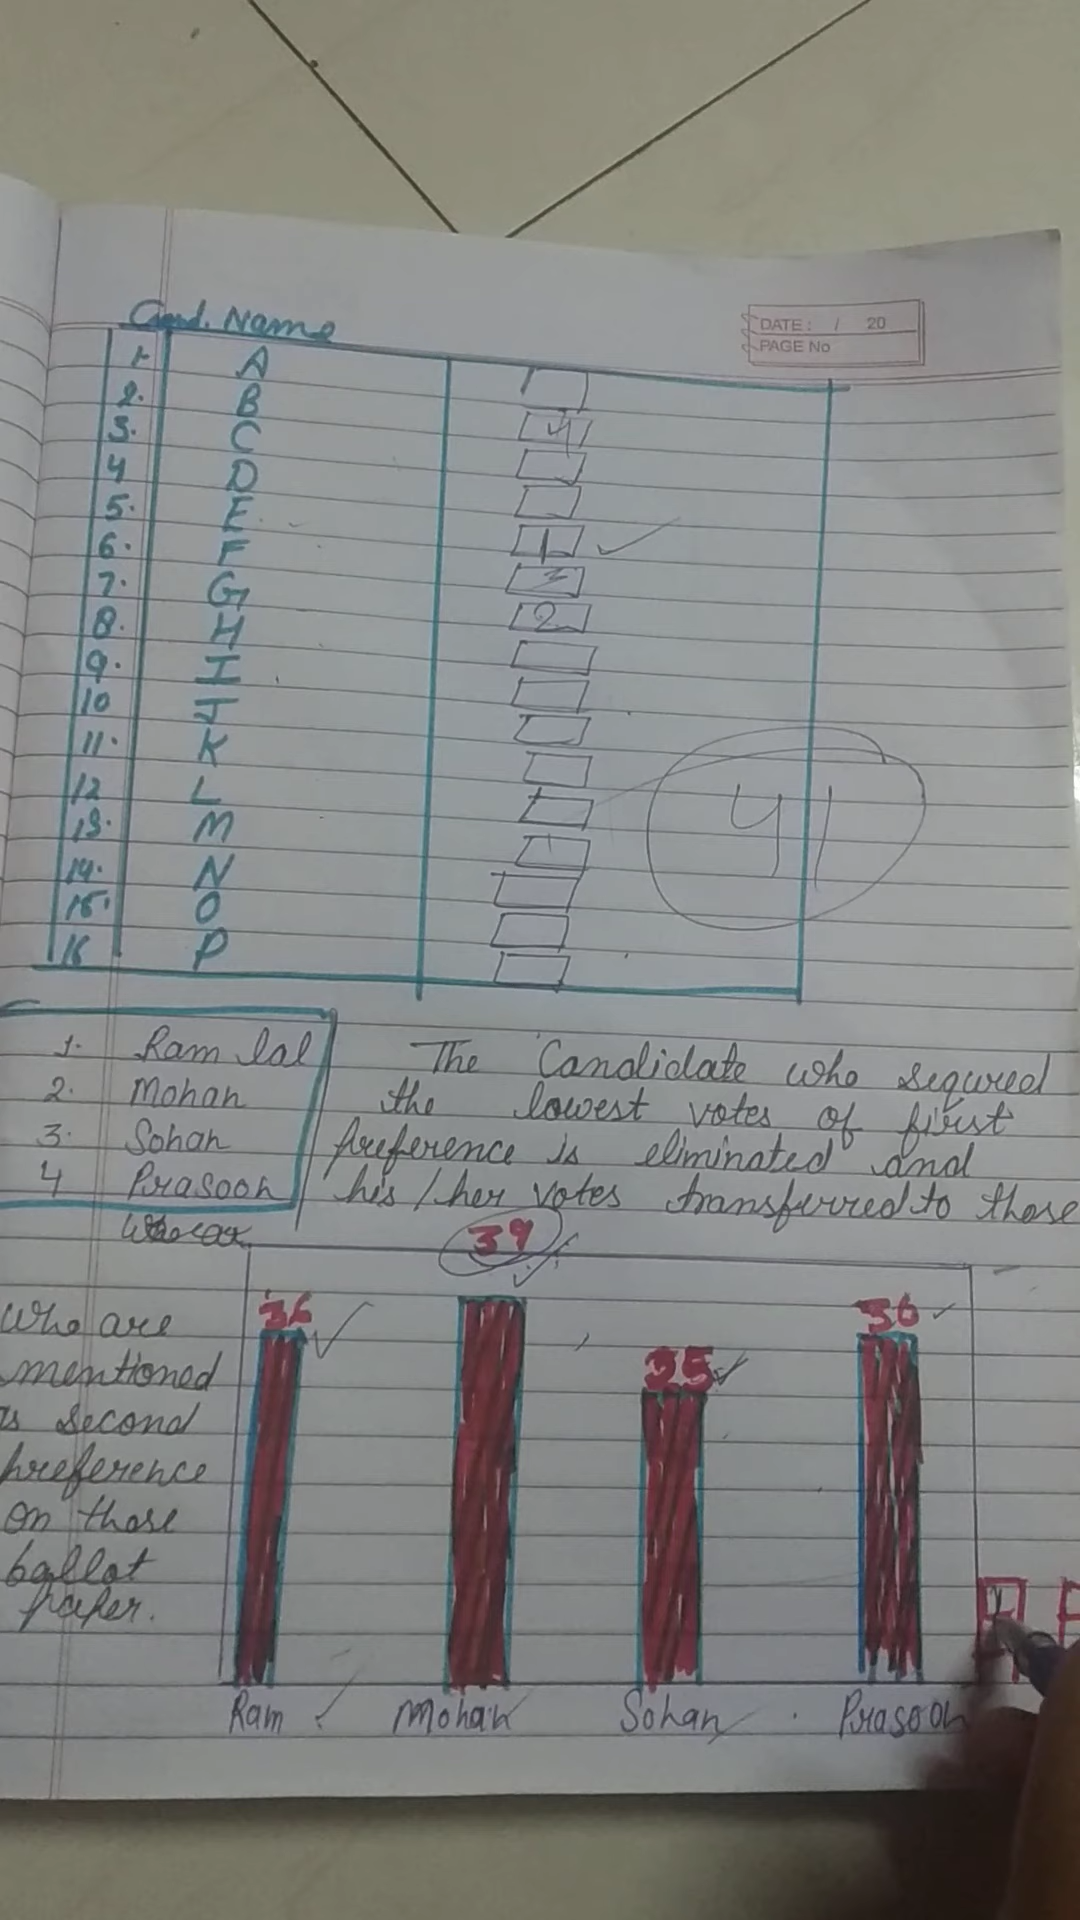 Cand. Name
DATE: / 20
PAGE No
1. A
2. B
3. C 4
4 D
5. E
6. F 1
7. G 3
8. H 2
9. I
10 J
11. K
12 L
13. M
14. N
15. O
16 P
41
1. Ram lal
2. Mohan
3. Sohan
4 Prasoon
The Candidate who sequred
the lowest votes of first
preference is eliminated and
his/her votes transferred to those
who are
mentioned
is second
preference
on those
ballot
paper.
36 39 35 36
Ram Mohan Sohan Prasoon